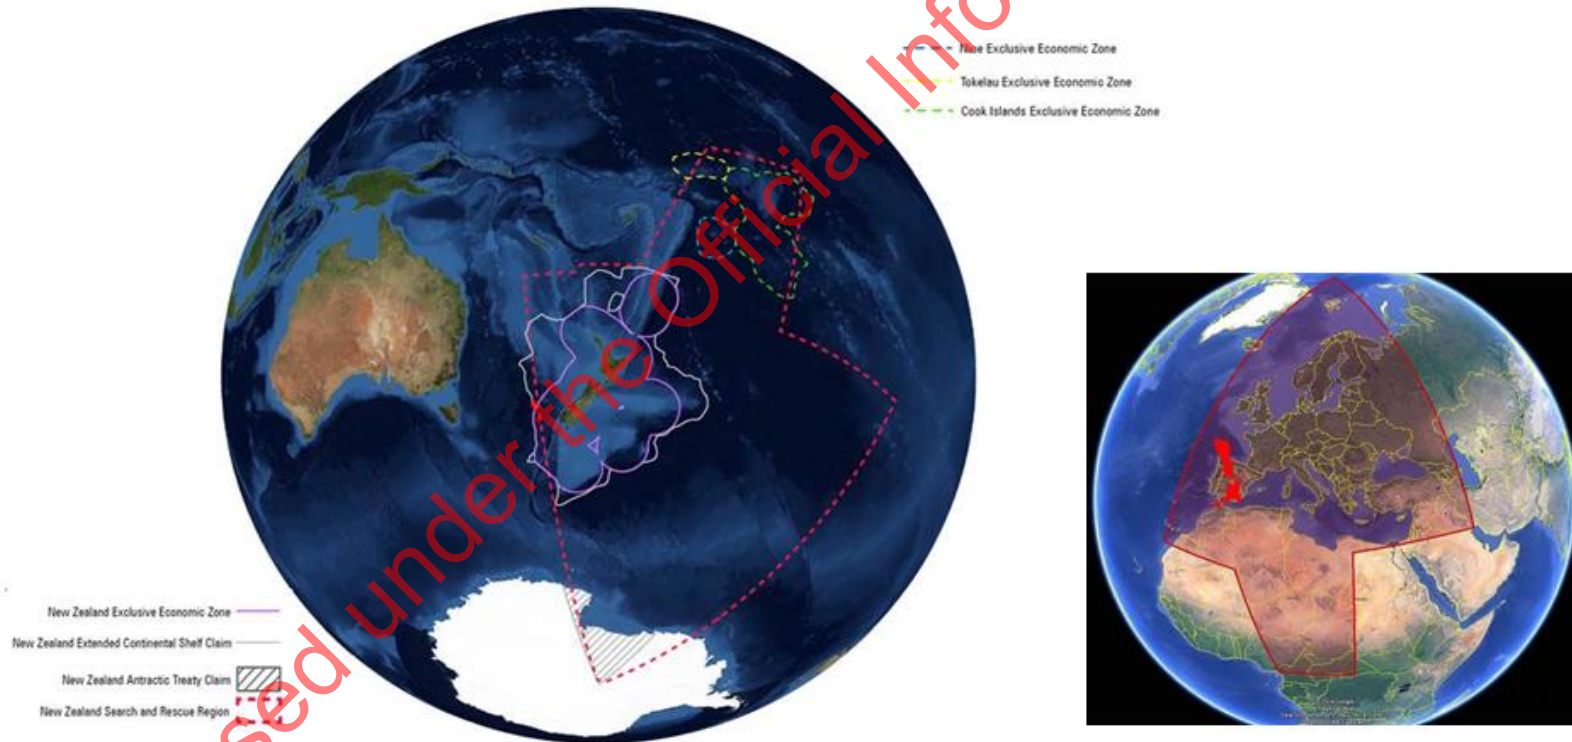 Niue Exclusive Economic Zone
Tokelau Exclusive Economic Zone
Cook Islands Exclusive Economic Zone
sed under the Official Info
New Zealand Exclusive Economic Zone
New Zealand Extended Continental Shelf Claim
New Zealand Antractic Treaty Claim
New Zealand Search and Rescue Region